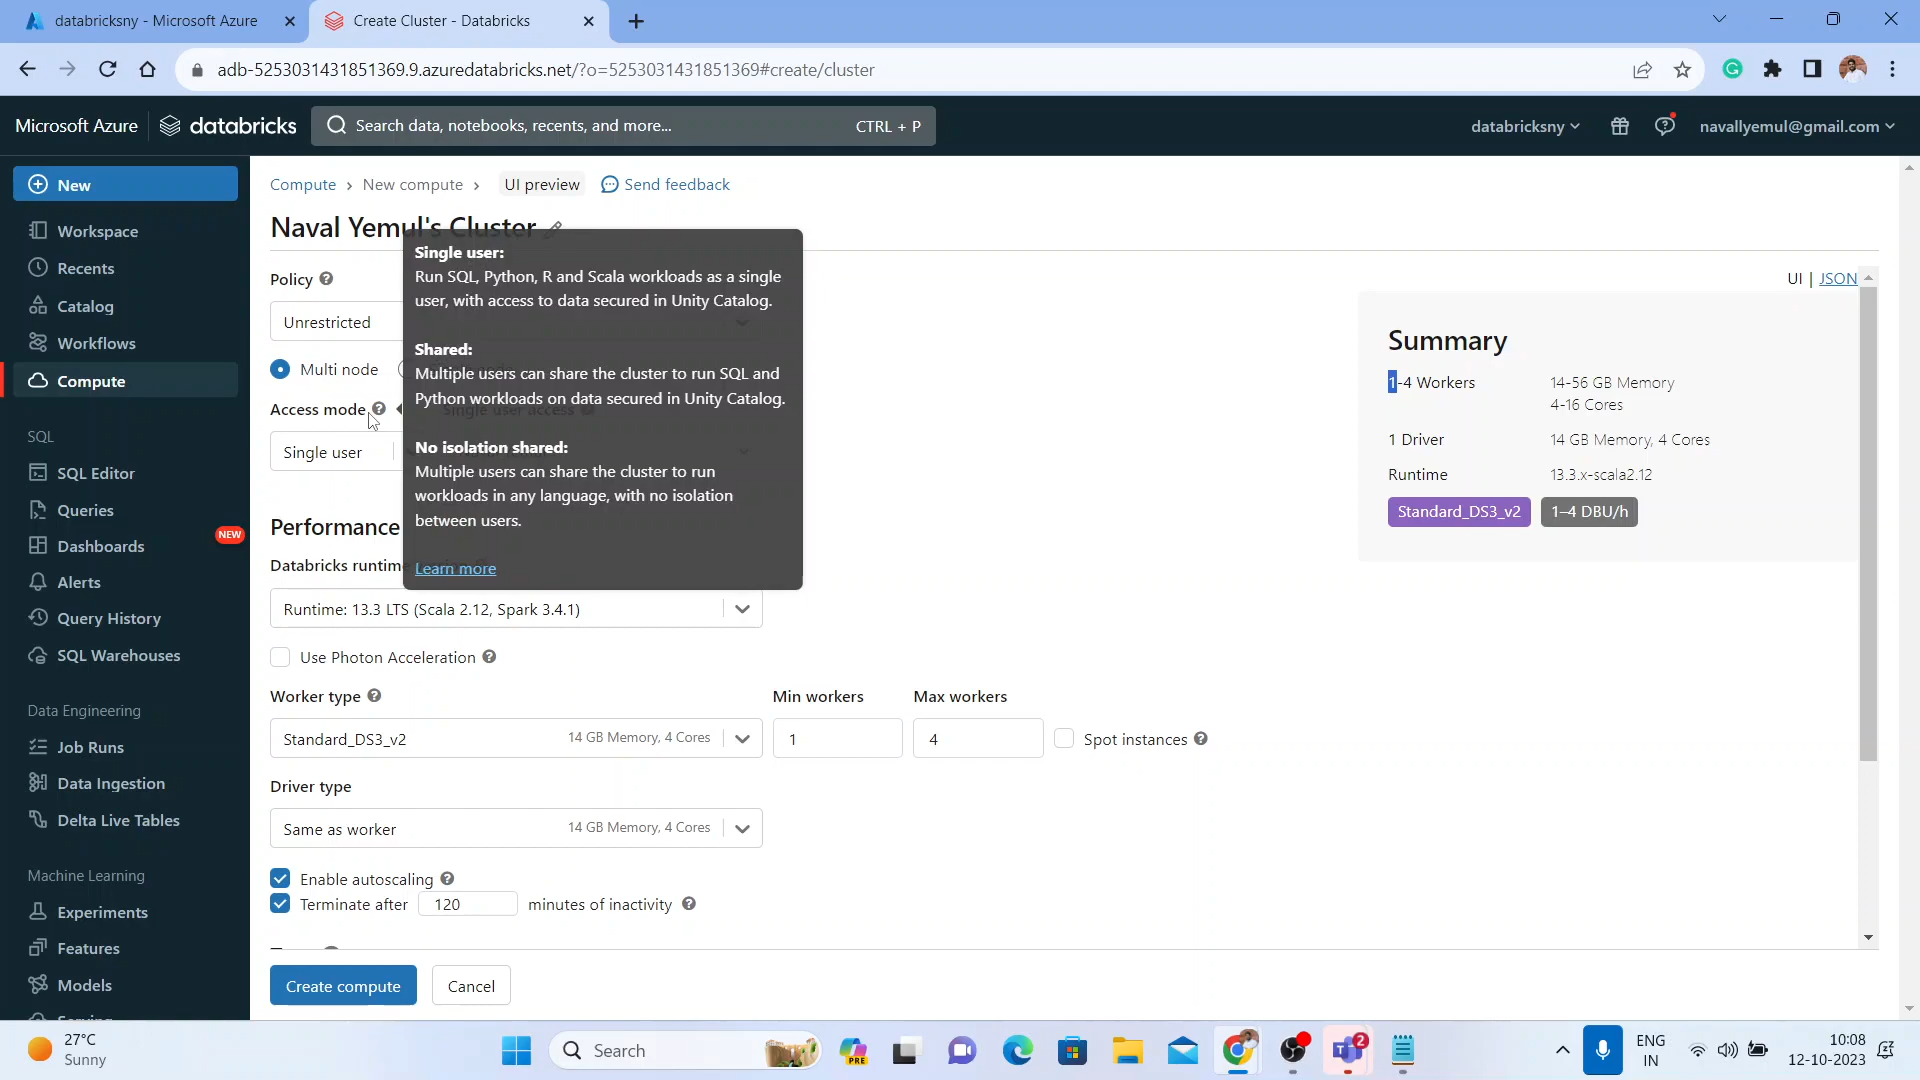 databricksny - Microsoft Azure
Create Cluster - Databricks
adb-5253031431851369.9.azuredatabricks.net/?o=5253031431851369#create/cluster
Microsoft Azure
databricks
Search data, notebooks, recents, and more...
CTRL + P
databricksny
navallyemul@gmail.com
New
Workspace
Recents
Catalog
Workflows
Compute
SQL
SQL Editor
Queries
Dashboards
NEW
Alerts
Query History
SQL Warehouses
Data Engineering
Job Runs
Data Ingestion
Delta Live Tables
Machine Learning
Experiments
Features
Models
Compute › New compute › UI preview Send feedback
Naval Yemul's Cluster
Policy
Unrestricted
Multi node
Access mode
Single user access
Single user
Single user:
Run SQL, Python, R and Scala workloads as a single
user, with access to data secured in Unity Catalog.
Shared:
Multiple users can share the cluster to run SQL and
Python workloads on data secured in Unity Catalog.
No isolation shared:
Multiple users can share the cluster to run
workloads in any language, with no isolation
between users.
Learn more
Performance
Databricks runtime
Runtime: 13.3 LTS (Scala 2.12, Spark 3.4.1)
Use Photon Acceleration
Worker type
Min workers
Max workers
Standard_DS3_v2
14 GB Memory, 4 Cores
1
4
Spot instances
Driver type
Same as worker
14 GB Memory, 4 Cores
Enable autoscaling
Terminate after 120 minutes of inactivity
Create compute
Cancel
UI | JSON
Summary
1-4 Workers
14-56 GB Memory
4-16 Cores
1 Driver
14 GB Memory, 4 Cores
Runtime
13.3.x-scala2.12
Standard_DS3_v2
1–4 DBU/h
27°C
Sunny
Search
PRE
2
ENG
IN
10:08
12-10-2023